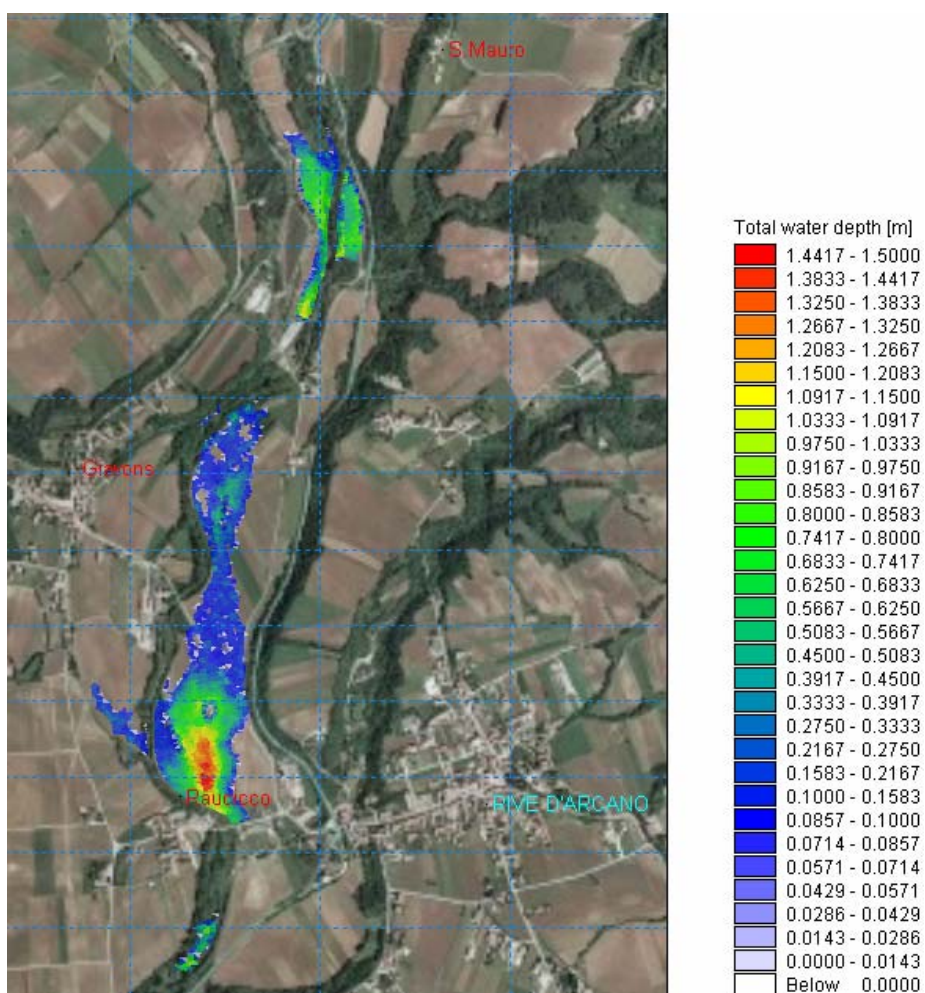 S.Mauro
Giavons
Raucicco
RIVE D'ARCANO
Total water depth [m]
1.4417 - 1.5000
1.3833 - 1.4417
1.3250 - 1.3833
1.2667 - 1.3250
1.2083 - 1.2667
1.1500 - 1.2083
1.0917 - 1.1500
1.0333 - 1.0917
0.9750 - 1.0333
0.9167 - 0.9750
0.8583 - 0.9167
0.8000 - 0.8583
0.7417 - 0.8000
0.6833 - 0.7417
0.6250 - 0.6833
0.5667 - 0.6250
0.5083 - 0.5667
0.4500 - 0.5083
0.3917 - 0.4500
0.3333 - 0.3917
0.2750 - 0.3333
0.2167 - 0.2750
0.1583 - 0.2167
0.1000 - 0.1583
0.0857 - 0.1000
0.0714 - 0.0857
0.0571 - 0.0714
0.0429 - 0.0571
0.0286 - 0.0429
0.0143 - 0.0286
0.0000 - 0.0143
Below 0.0000